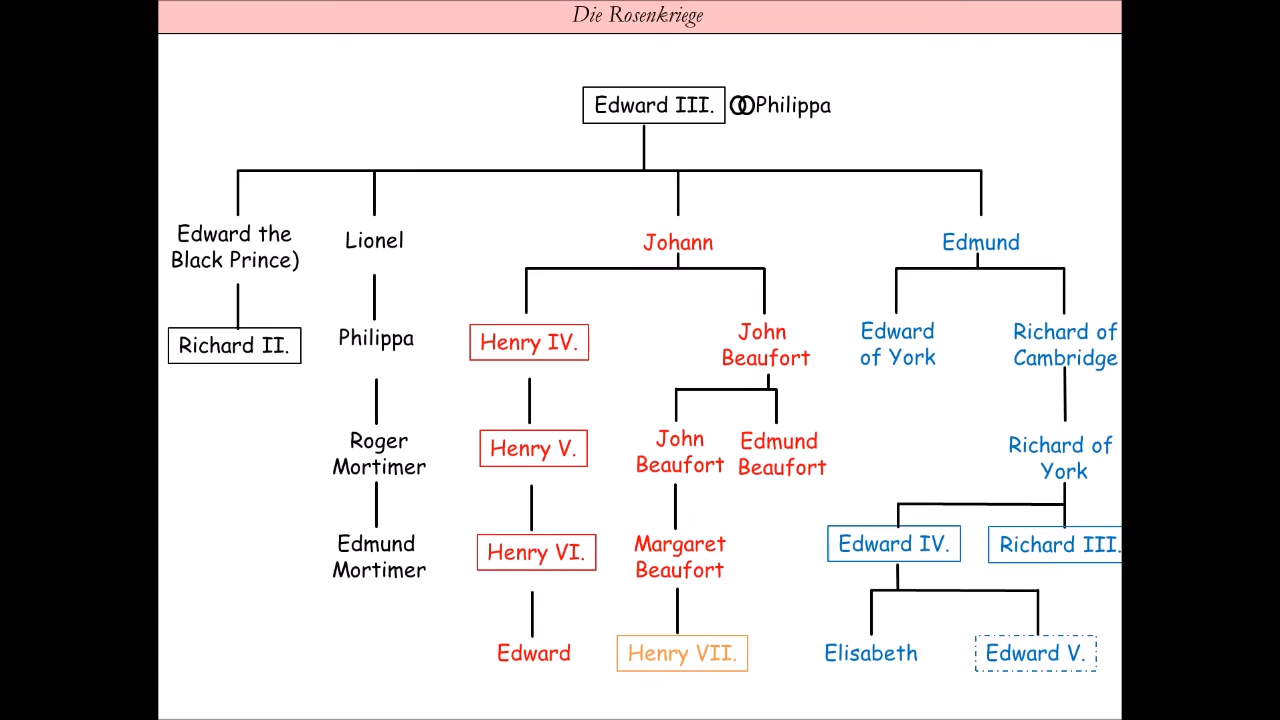 Die Rosenkriege
Edward III.
Philippa
Edward the
Black Prince)
Lionel
Johann
Edmund
Richard II.
Philippa
Henry IV.
John
Beaufort
Edward
of York
Richard of
Cambridge
Roger
Mortimer
Henry V.
John
Beaufort
Edmund
Beaufort
Richard of
York
Edmund
Mortimer
Henry VI.
Margaret
Beaufort
Edward IV.
Richard III.
Edward
Henry VII.
Elisabeth
Edward V.